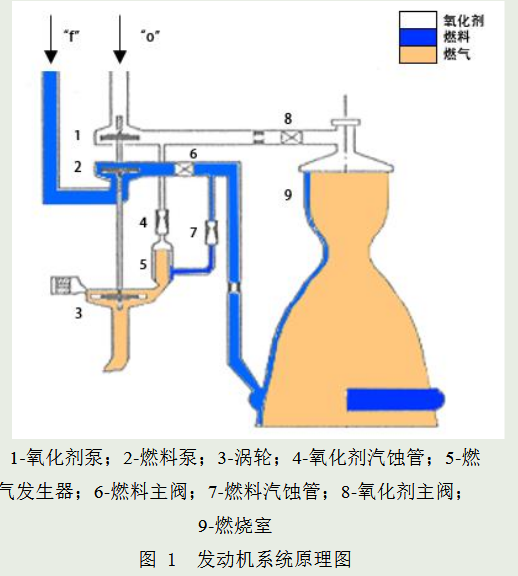 "f"
"o"
氧化剂
燃料
燃气
1
2
3
4
5
6
7
8
9
1-氧化剂泵；2-燃料泵；3-涡轮；4-氧化剂汽蚀管；5-燃
气发生器；6-燃料主阀；7-燃料汽蚀管；8-氧化剂主阀；
9-燃烧室
图 1 发动机系统原理图